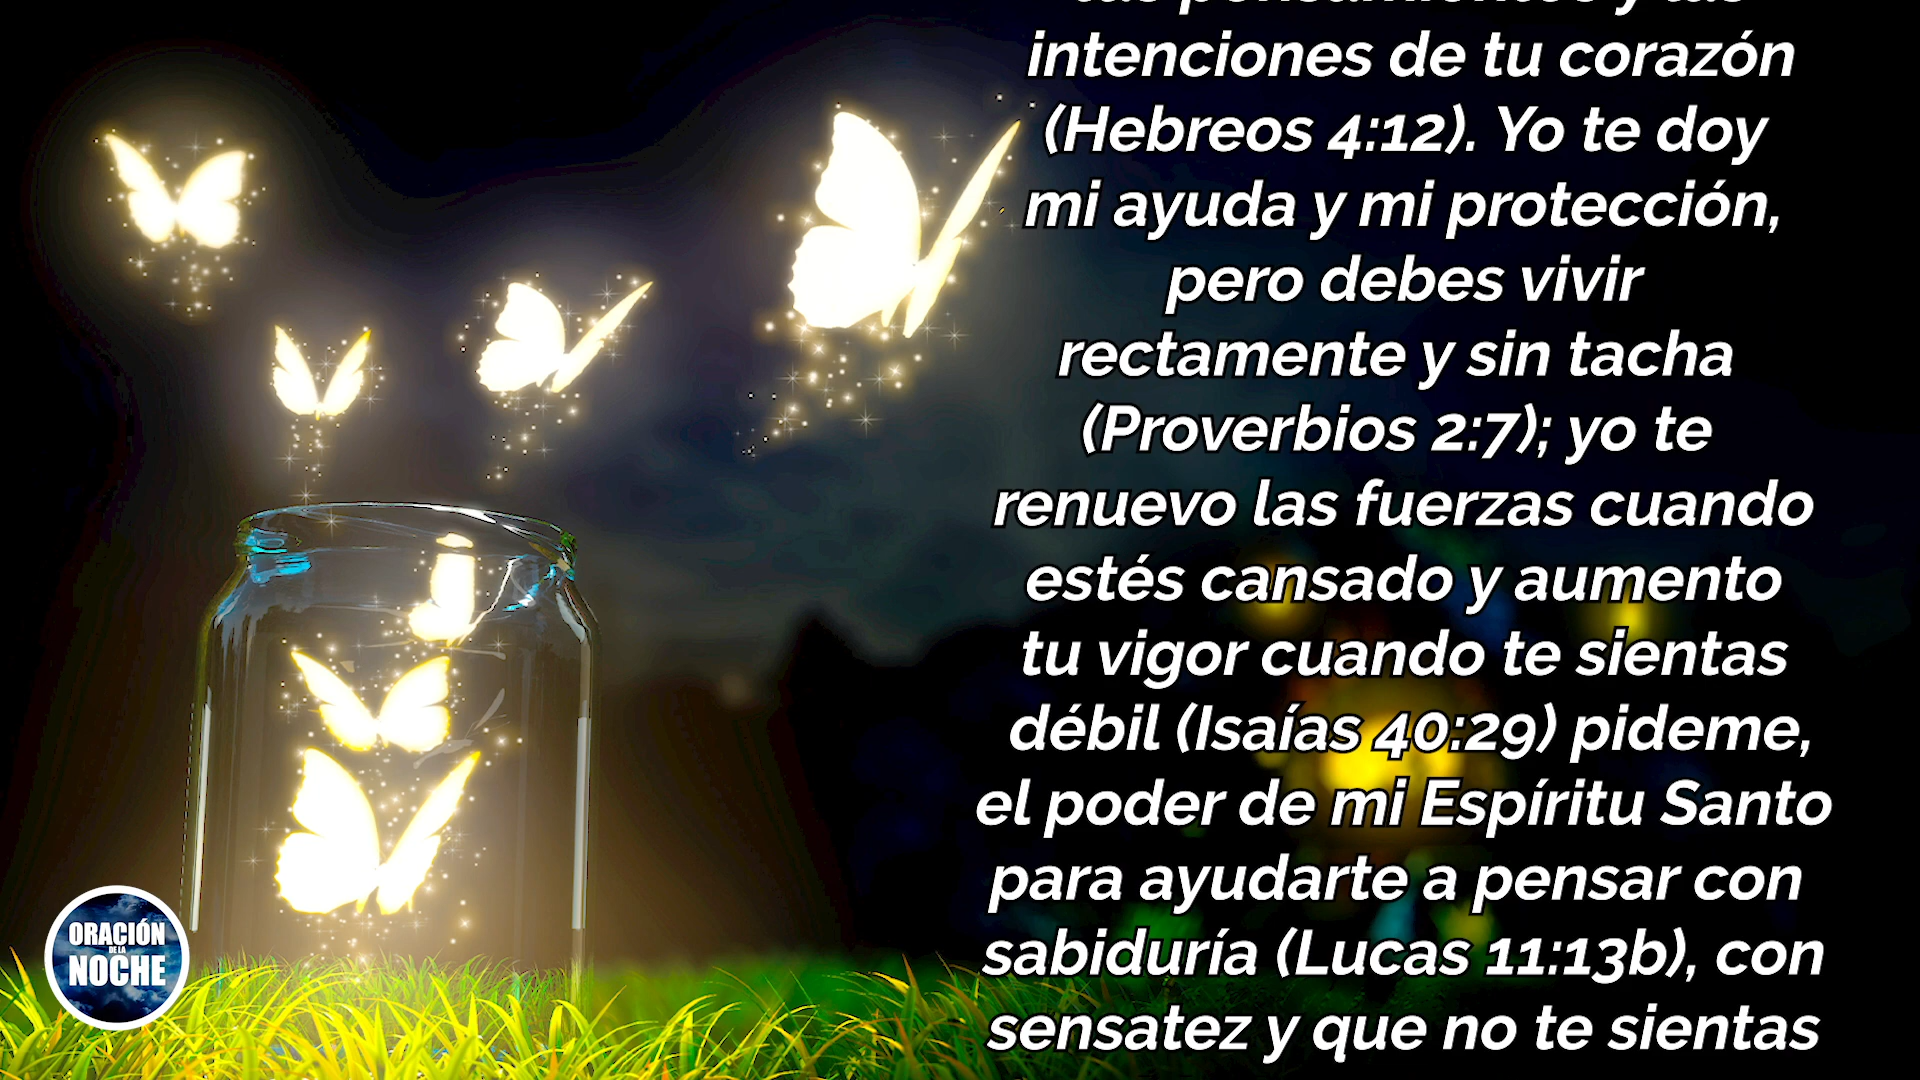 tus pensamientos y las
intenciones de tu corazón
(Hebreos 4:12). Yo te doy
mi ayuda y mi protección,
pero debes vivir
rectamente y sin tacha
(Proverbios 2:7); yo te
renuevo las fuerzas cuando
estés cansado y aumento
tu vigor cuando te sientas
débil (Isaías 40:29) pideme,
el poder de mi Espíritu Santo
para ayudarte a pensar con
sabiduría (Lucas 11:13b), con
sensatez y que no te sientas
ORACIÓN
DE LA
NOCHE